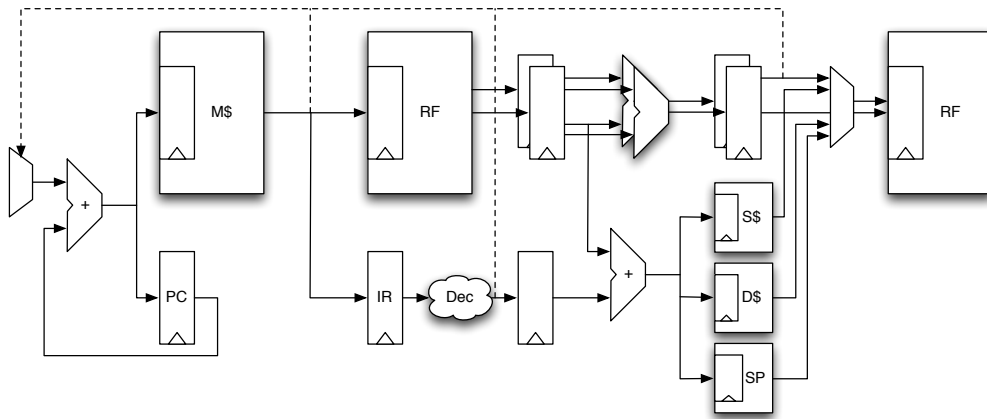 M$
RF
RF
+
S$
PC
IR
Dec
+
D$
SP